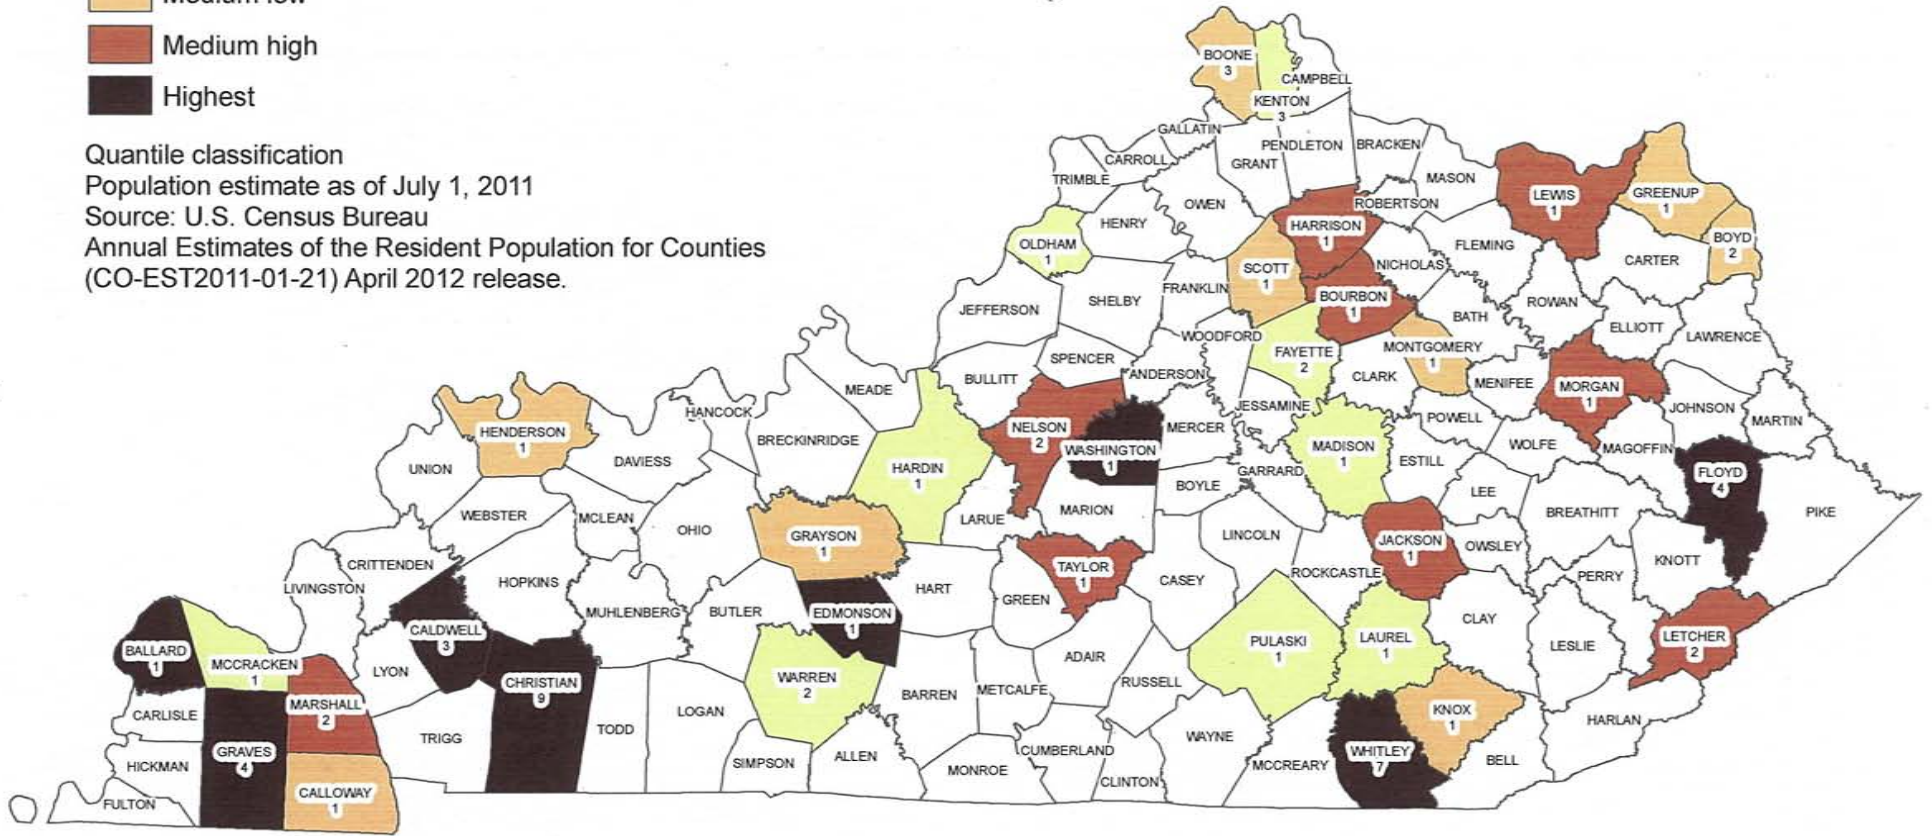 Medium low
Medium high
Highest
Quantile classification
Population estimate as of July 1, 2011
Source: U.S. Census Bureau
Annual Estimates of the Resident Population for Counties
(CO-EST2011-01-21) April 2012 release.
BOONE
3
CAMPBELL
KENTON
3
GALLATIN
PENDLETON
BRACKEN
CARROLL
GRANT
TRIMBLE
MASON
LEWIS
1
GREENUP
1
OWEN
ROBERTSON
HENRY
HARRISON
1
BOYD
2
OLDHAM
1
FLEMING
CARTER
NICHOLAS
SCOTT
1
FRANKLIN
SHELBY
BOURBON
1
ROWAN
JEFFERSON
BATH
ELLIOTT
LAWRENCE
WOODFORD
FAYETTE
2
MONTGOMERY
1
SPENCER
ANDERSON
CLARK
MENIFEE
MORGAN
1
BULLITT
MEADE
JESSAMINE
JOHNSON
HANCOCK
POWELL
MARTIN
NELSON
2
MERCER
HENDERSON
1
BRECKINRIDGE
WASHINGTON
1
MADISON
1
WOLFE
MAGOFFIN
DAVIESS
UNION
HARDIN
1
ESTILL
GARRARD
FLOYD
4
BOYLE
LEE
MARION
BREATHITT
PIKE
WEBSTER
MCLEAN
LARUE
OHIO
GRAYSON
1
LINCOLN
JACKSON
1
OWSLEY
KNOTT
CRITTENDEN
TAYLOR
1
ROCKCASTLE
PERRY
HOPKINS
CASEY
LIVINGSTON
HART
GREEN
MUHLENBERG
BUTLER
EDMONSON
1
CLAY
CALDWELL
3
PULASKI
1
LAUREL
1
LETCHER
2
LESLIE
BALLARD
1
MCCRACKEN
1
ADAIR
LYON
WARREN
2
CHRISTIAN
9
RUSSELL
METCALFE
BARREN
MARSHALL
2
LOGAN
KNOX
1
CARLISLE
HARLAN
TODD
TRIGG
WAYNE
GRAVES
4
CUMBERLAND
WHITLEY
7
ALLEN
BELL
HICKMAN
SIMPSON
MCCREARY
MONROE
CLINTON
CALLOWAY
1
FULTON